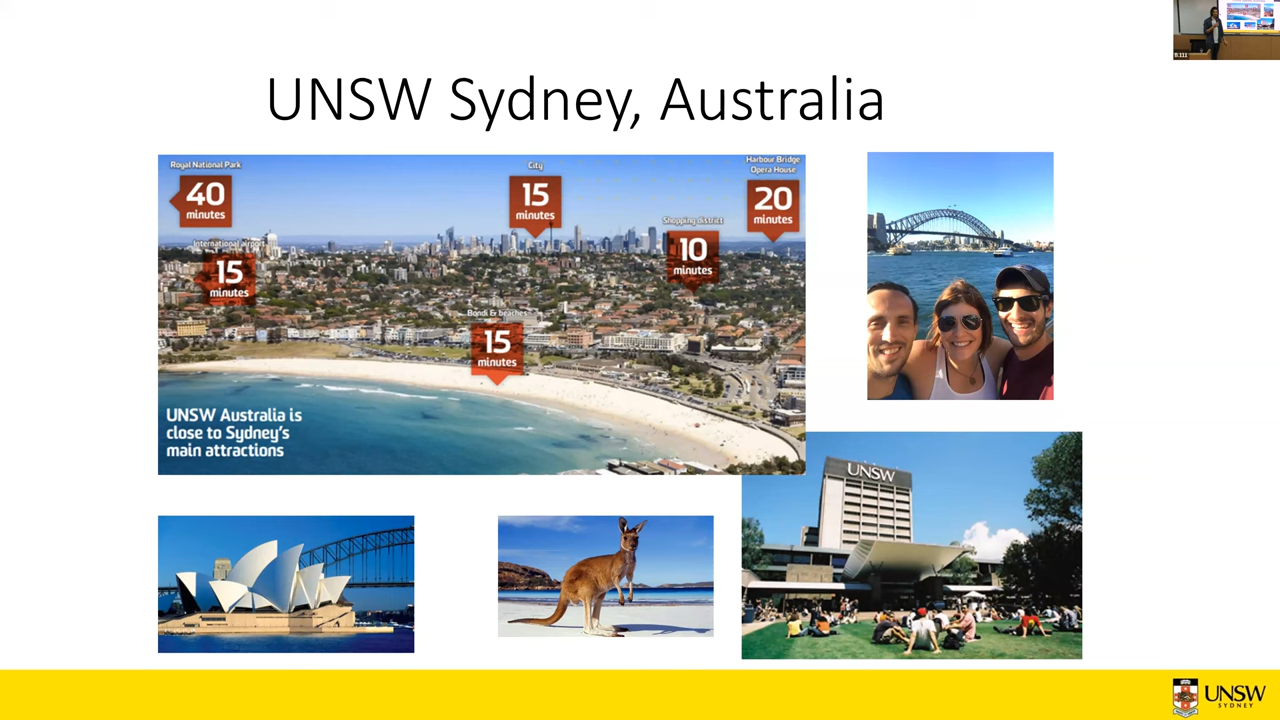 B.111
UNSW Sydney, Australia
Royal National Park
40
minutes
City
15
minutes
Harbour Bridge
Opera House
20
minutes
Shopping district
10
minutes
International airport
15
minutes
Bondi & beaches
15
minutes
UNSW Australia is
close to Sydney's
main attractions
UNSW
UNSW
SYDNEY